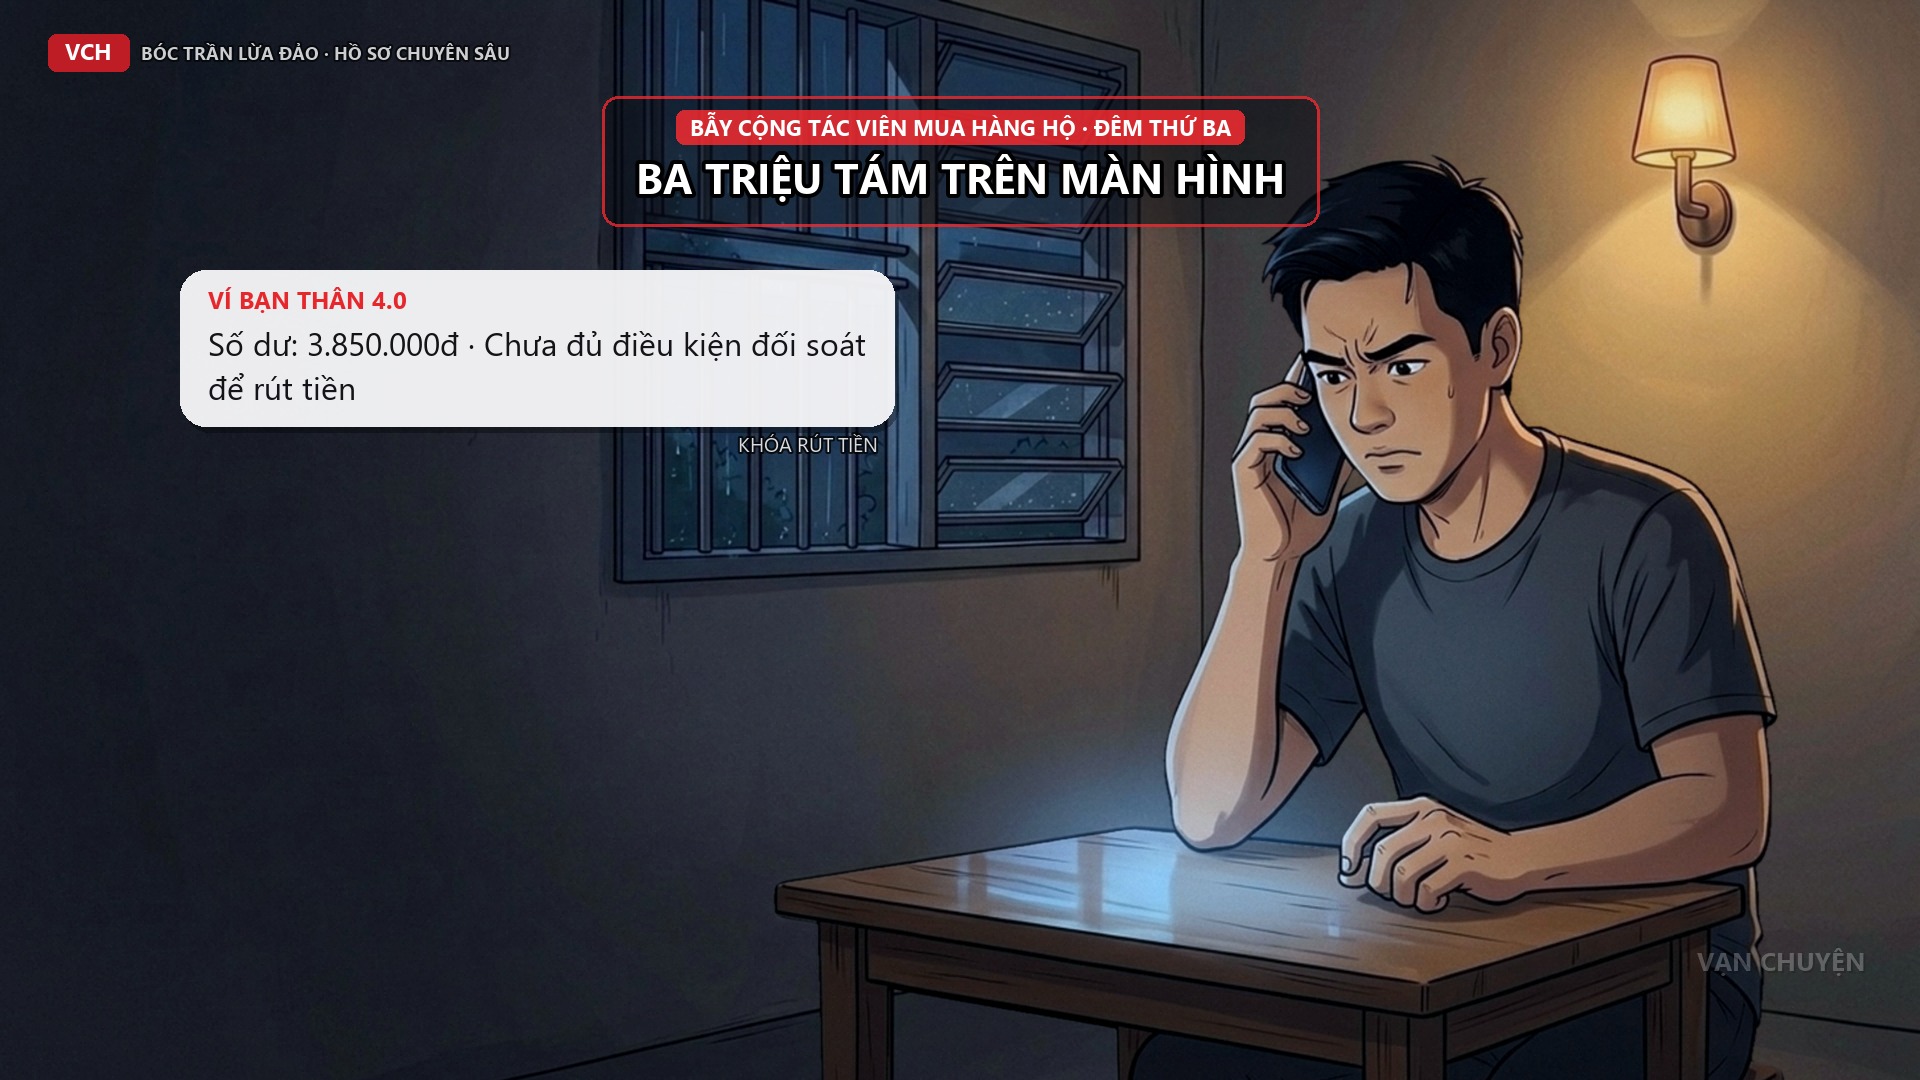 VCH
BÓC TRẦN LỪA ĐẢO · HỒ SƠ CHUYÊN SÂU
BẪY CỘNG TÁC VIÊN MUA HÀNG HỘ · ĐÊM THỨ BA
BA TRIỆU TÁM TRÊN MÀN HÌNH
VÍ BẠN THÂN 4.0
Số dư: 3.850.000đ · Chưa đủ điều kiện đối soát
để rút tiền
KHÓA RÚT TIỀN
VẠN CHUYỆN